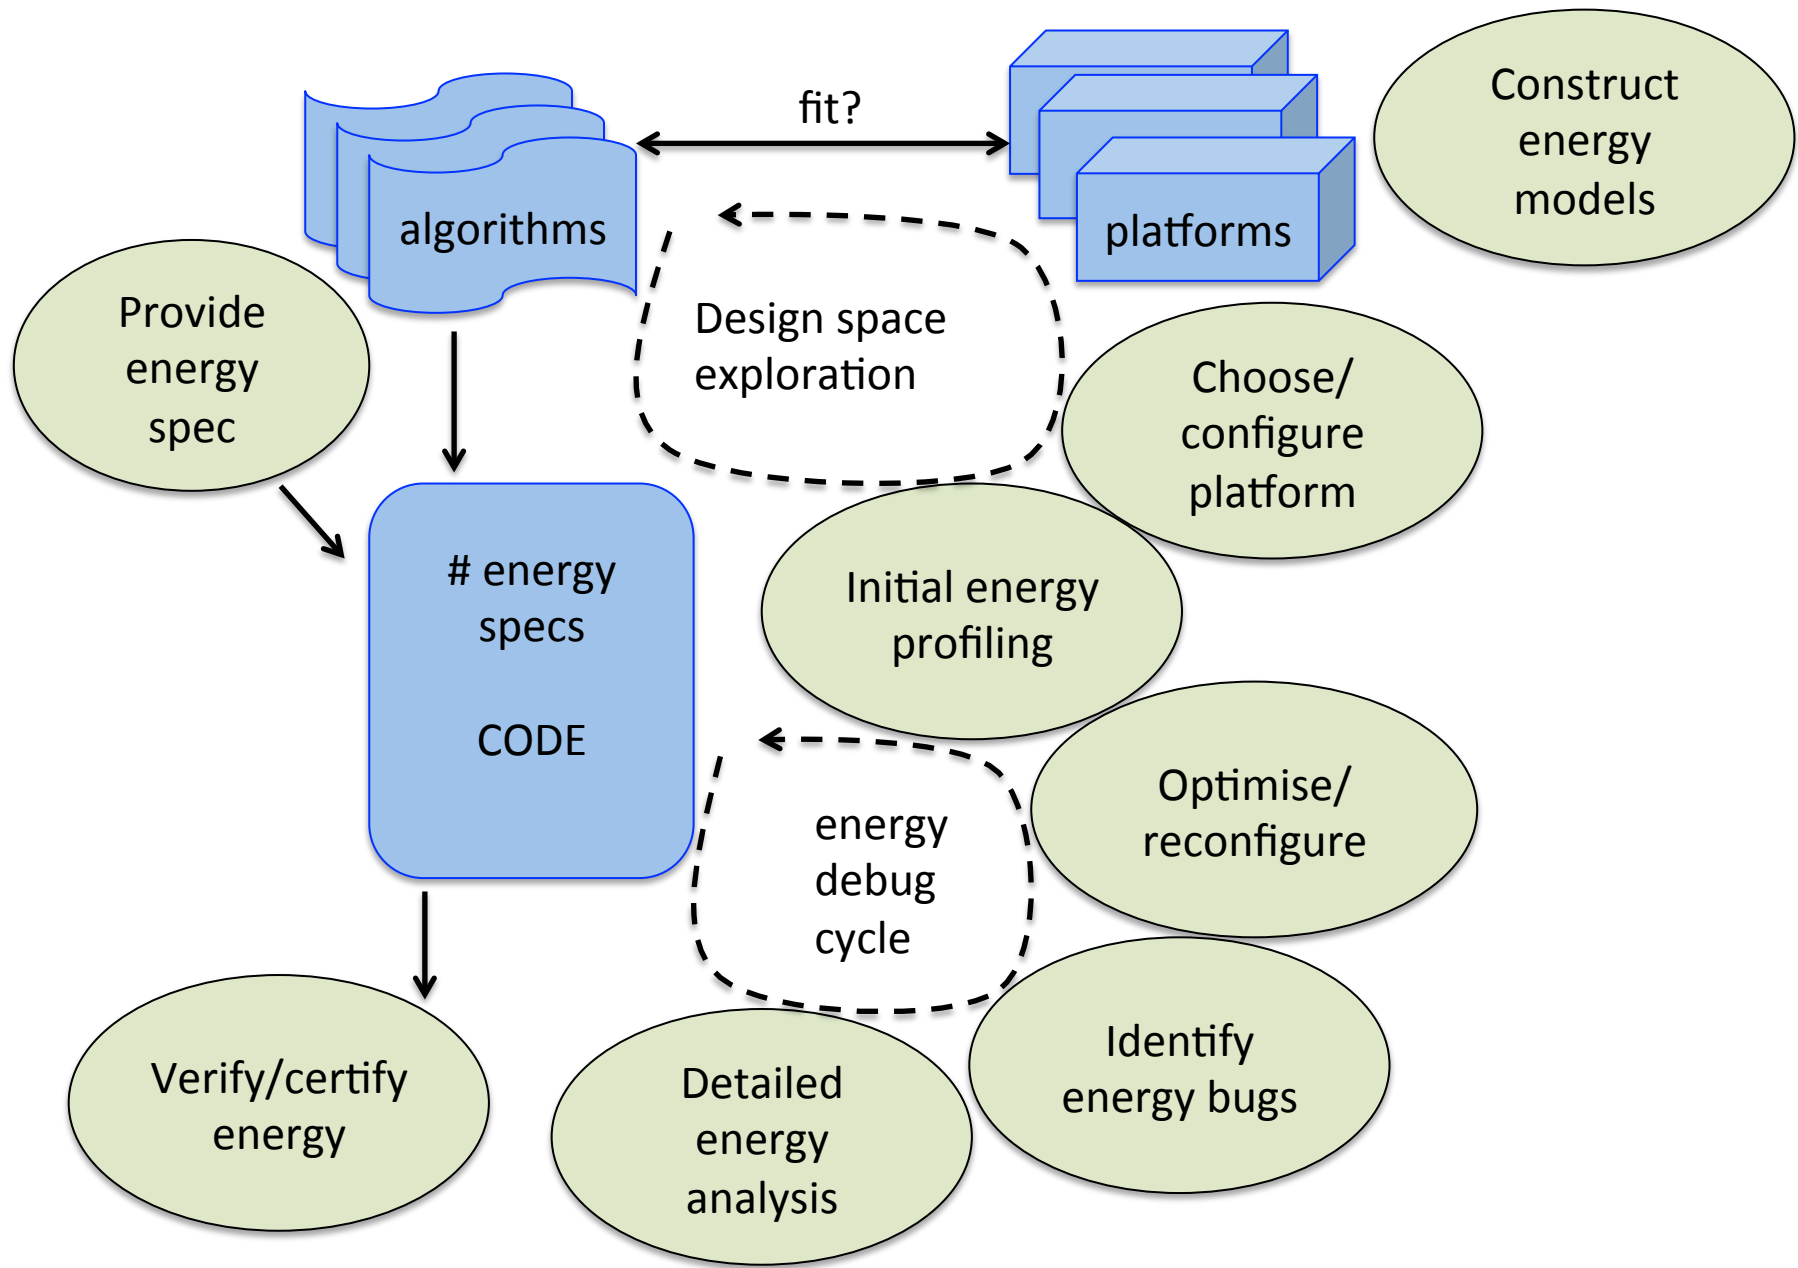 fit?
Construct
energy
models
algorithms
platforms
Provide
energy
spec
Design space
exploration
Choose/
configure
platform
# energy
specs
CODE
Initial energy
profiling
Optimise/
reconfigure
energy
debug
cycle
Identify
energy bugs
Verify/certify
energy
Detailed
energy
analysis